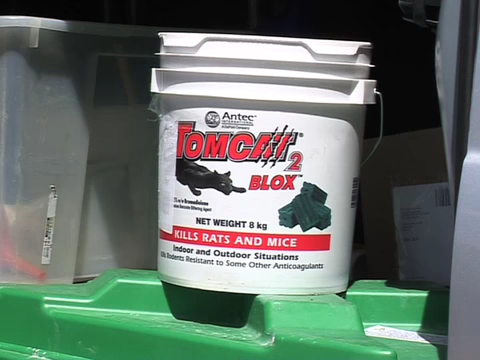 Antec
INTERNATIONAL
TOMCAT 2
BLOX
NET WEIGHT 8 kg
KILLS RATS AND MICE
Indoor and Outdoor Situations
Rodents Resistant to Some Other Anticoagulants